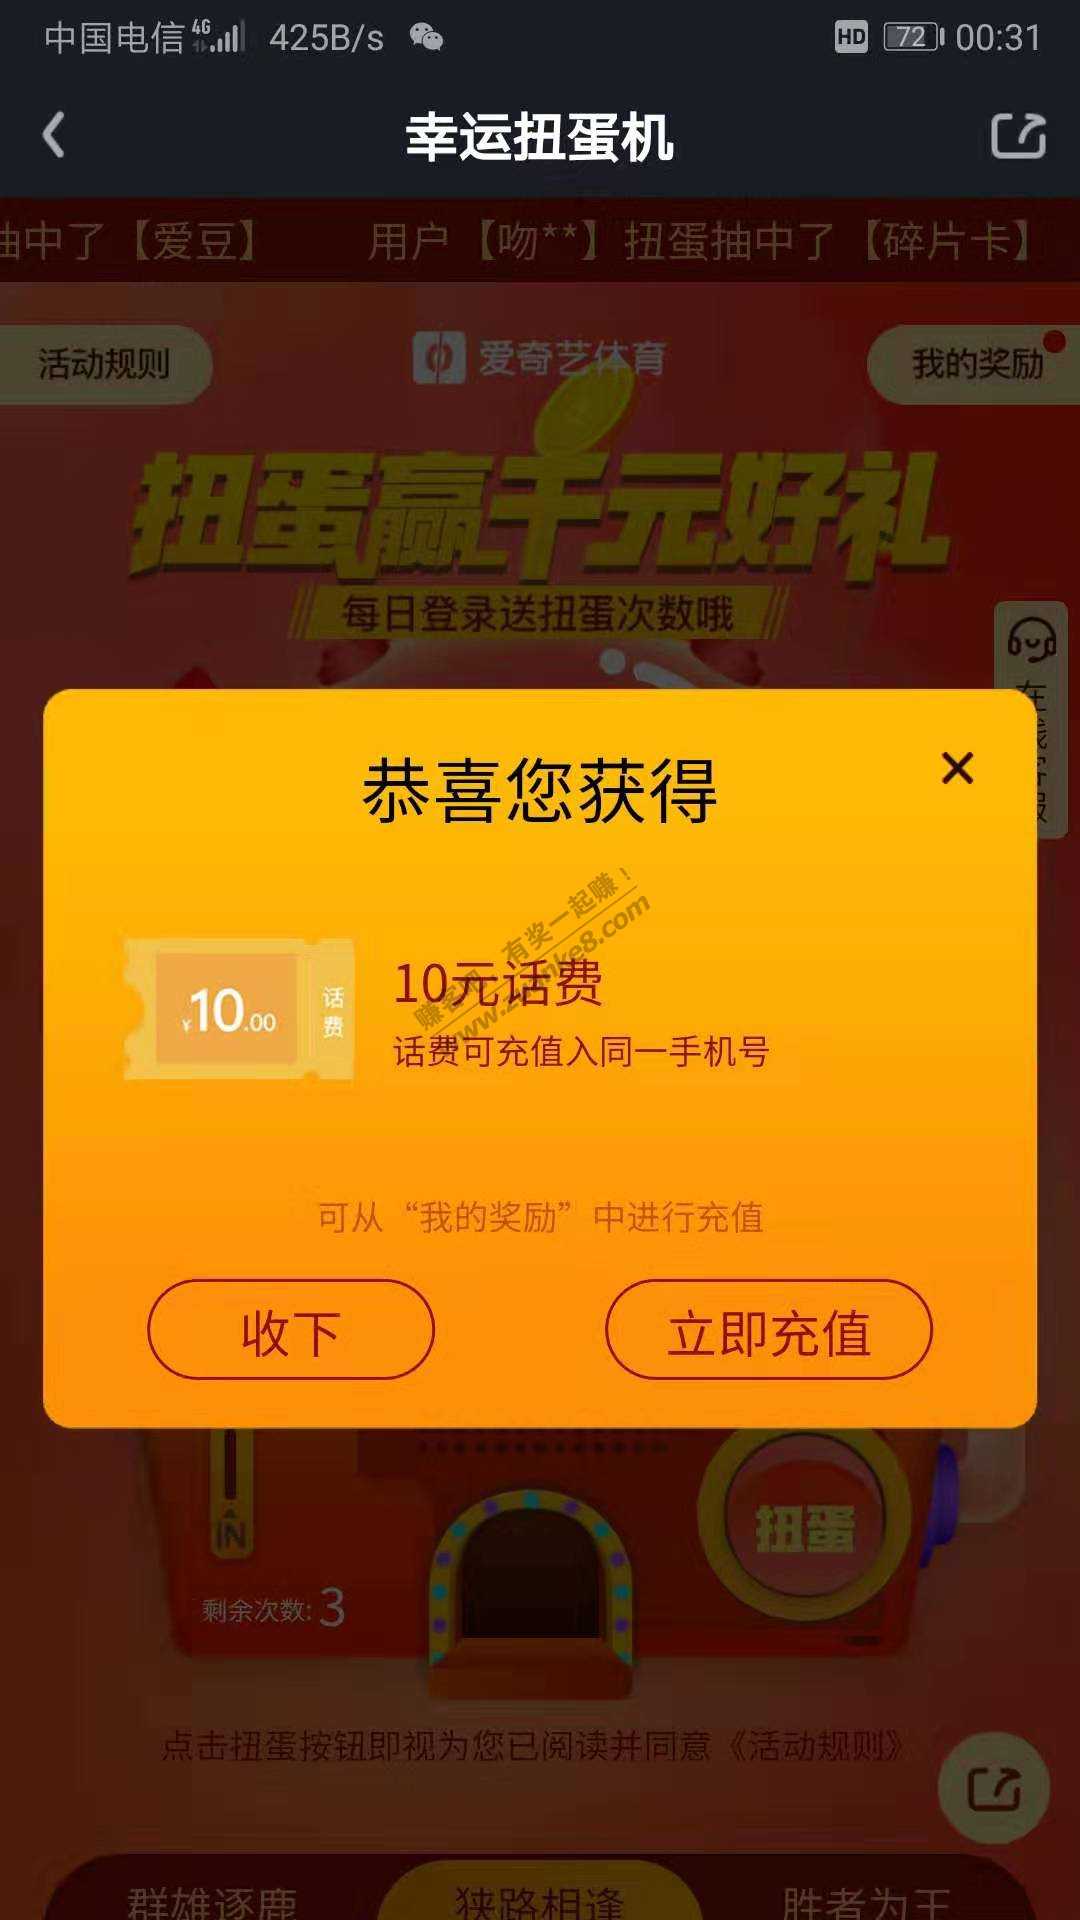 中国电信 4G 425B/s HD 72 00:31
幸运扭蛋机
抽中了【爱豆】 用户【吻**】扭蛋抽中了【碎片卡】
活动规则 爱奇艺体育 我的奖励
扭蛋赢千元好礼
每日登录送扭蛋次数哦
恭喜您获得
赚客网，有奖一起赚！
www.zuanke8.com
¥10.00 话费
10元话费
话费可充值入同一手机号
可从“我的奖励”中进行充值
收下 立即充值
IN
扭蛋
剩余次数: 3
点击扭蛋按钮即视为您已阅读并同意《活动规则》
群雄逐鹿 狭路相逢 胜者为王